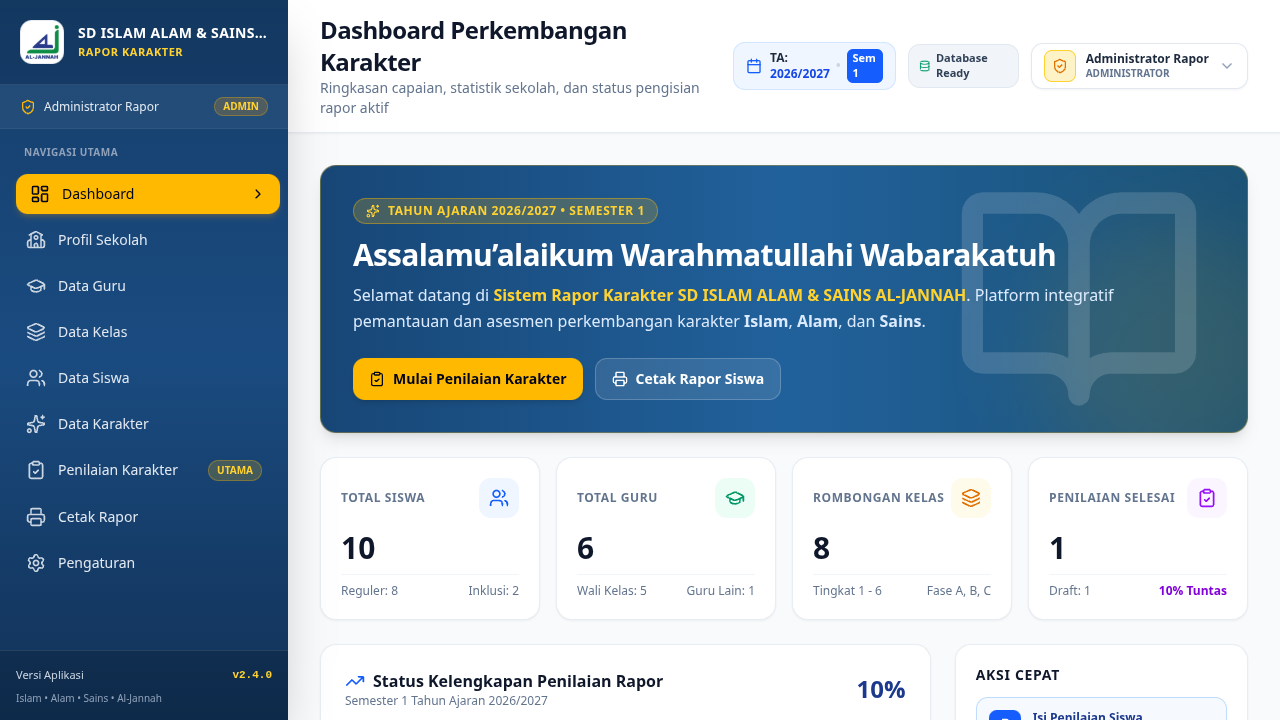 SD ISLAM ALAM & SAINS...
RAPOR KARAKTER
AL-JANNAH
Administrator Rapor
ADMIN
NAVIGASI UTAMA
Dashboard
Profil Sekolah
Data Guru
Data Kelas
Data Siswa
Data Karakter
Penilaian Karakter
UTAMA
Cetak Rapor
Pengaturan
Versi Aplikasi
v2.4.0
Islam • Alam • Sains • Al-Jannah
Dashboard Perkembangan
Karakter
Ringkasan capaian, statistik sekolah, dan status pengisian
rapor aktif
TA:
2026/2027
•
Sem
1
Database
Ready
Administrator Rapor
ADMINISTRATOR
TAHUN AJARAN 2026/2027 • SEMESTER 1
Assalamu’alaikum Warahmatullahi Wabarakatuh
Selamat datang di Sistem Rapor Karakter SD ISLAM ALAM & SAINS AL-JANNAH. Platform integratif
pemantauan dan asesmen perkembangan karakter Islam, Alam, dan Sains.
Mulai Penilaian Karakter
Cetak Rapor Siswa
TOTAL SISWA
10
Reguler: 8
Inklusi: 2
TOTAL GURU
6
Wali Kelas: 5
Guru Lain: 1
ROMBONGAN KELAS
8
Tingkat 1 - 6
Fase A, B, C
PENILAIAN SELESAI
1
Draft: 1
10% Tuntas
Status Kelengkapan Penilaian Rapor
Semester 1 Tahun Ajaran 2026/2027
10%
AKSI CEPAT
Isi Penilaian Siswa